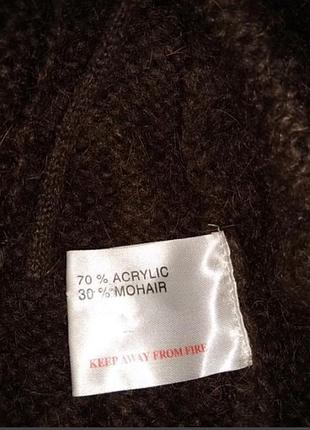 70 % ACRYLIC
30 % MOHAIR
KEEP AWAY FROM FIRE